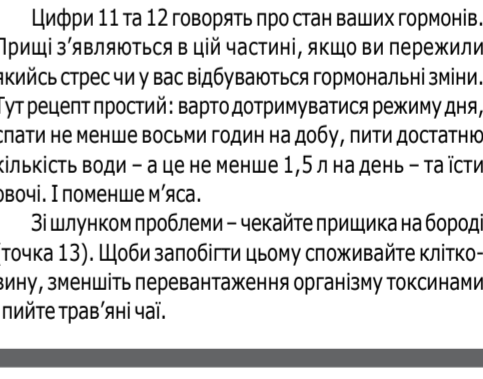 Цифри 11 та 12 говорять про стан ваших гормонів.
Прищі з’являються в цій частині, якщо ви пережили
якийсь стрес чи у вас відбуваються гормональні зміни.
Тут рецепт простий: варто дотримуватися режиму дня,
спати не менше восьми годин на добу, пити достатню
кількість води – а це не менше 1,5 л на день – та їсти
овочі. І поменше м’яса.
Зі шлунком проблеми – чекайте прищика на бороді
(точка 13). Щоби запобігти цьому споживайте клітко-
вину, зменшіть перевантаження організму токсинами
пийте трав’яні чаї.